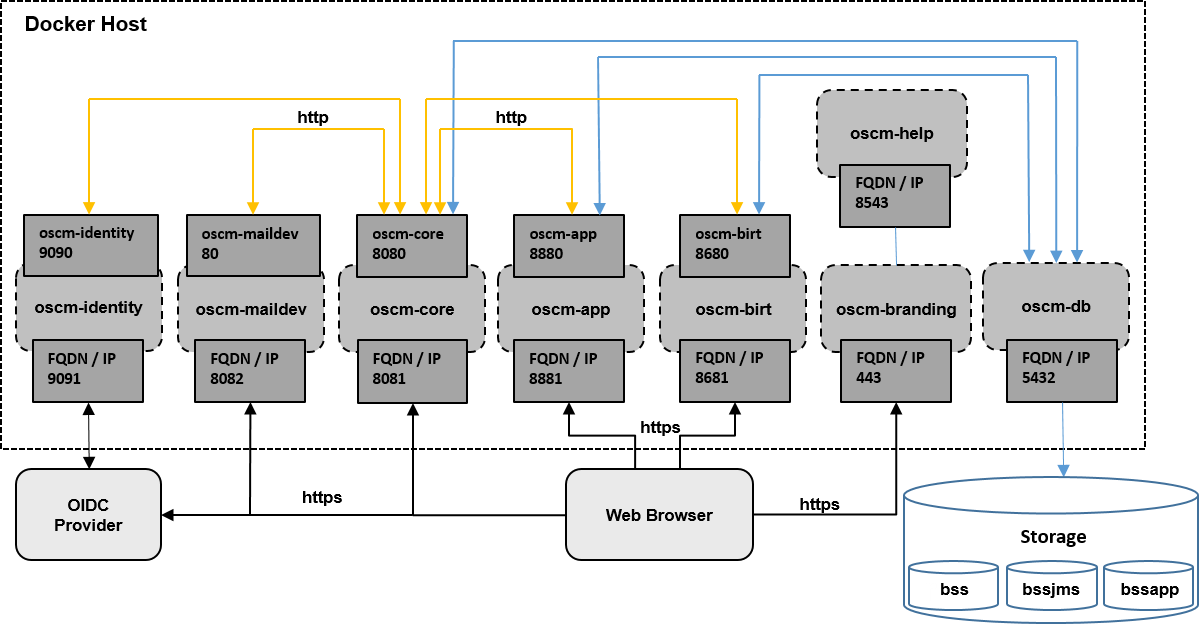 Docker Host
http
http
oscm-help
FQDN / IP
8543
oscm-identity
9090
oscm-maildev
80
oscm-core
8080
oscm-app
8880
oscm-birt
8680
oscm-identity
oscm-maildev
oscm-core
oscm-app
oscm-birt
oscm-branding
oscm-db
FQDN / IP
9091
FQDN / IP
8082
FQDN / IP
8081
FQDN / IP
8881
FQDN / IP
8681
FQDN / IP
443
FQDN / IP
5432
https
https
https
OIDC
Provider
Web Browser
Storage
bss
bssjms
bssapp